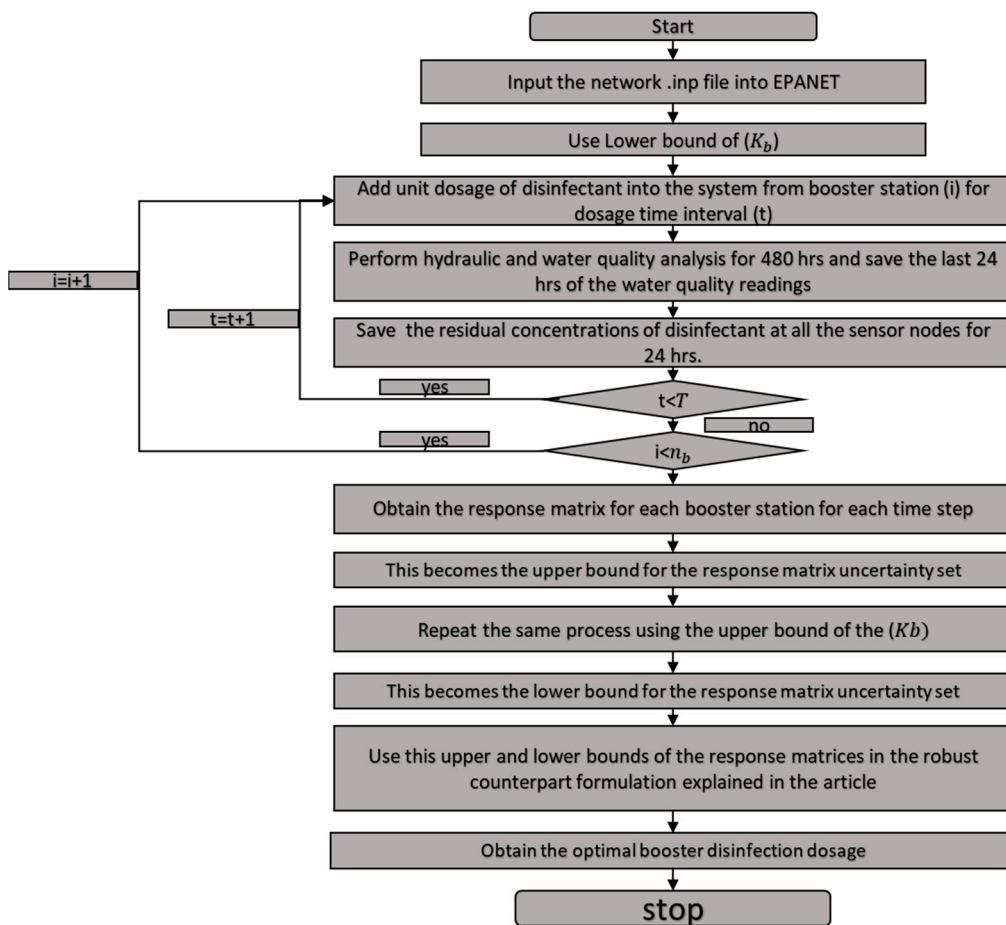 Start
Input the network .inp file into EPANET
Use Lower bound of (K_b)
Add unit dosage of disinfectant into the system from booster station (i) for
dosage time interval (t)
Perform hydraulic and water quality analysis for 480 hrs and save the last 24
hrs of the water quality readings
i=i+1
t=t+1
Save the residual concentrations of disinfectant at all the sensor nodes for
24 hrs.
yes
t<T
no
yes
i<n_b
Obtain the response matrix for each booster station for each time step
This becomes the upper bound for the response matrix uncertainty set
Repeat the same process using the upper bound of the (Kb)
This becomes the lower bound for the response matrix uncertainty set
Use this upper and lower bounds of the response matrices in the robust
counterpart formulation explained in the article
Obtain the optimal booster disinfection dosage
stop